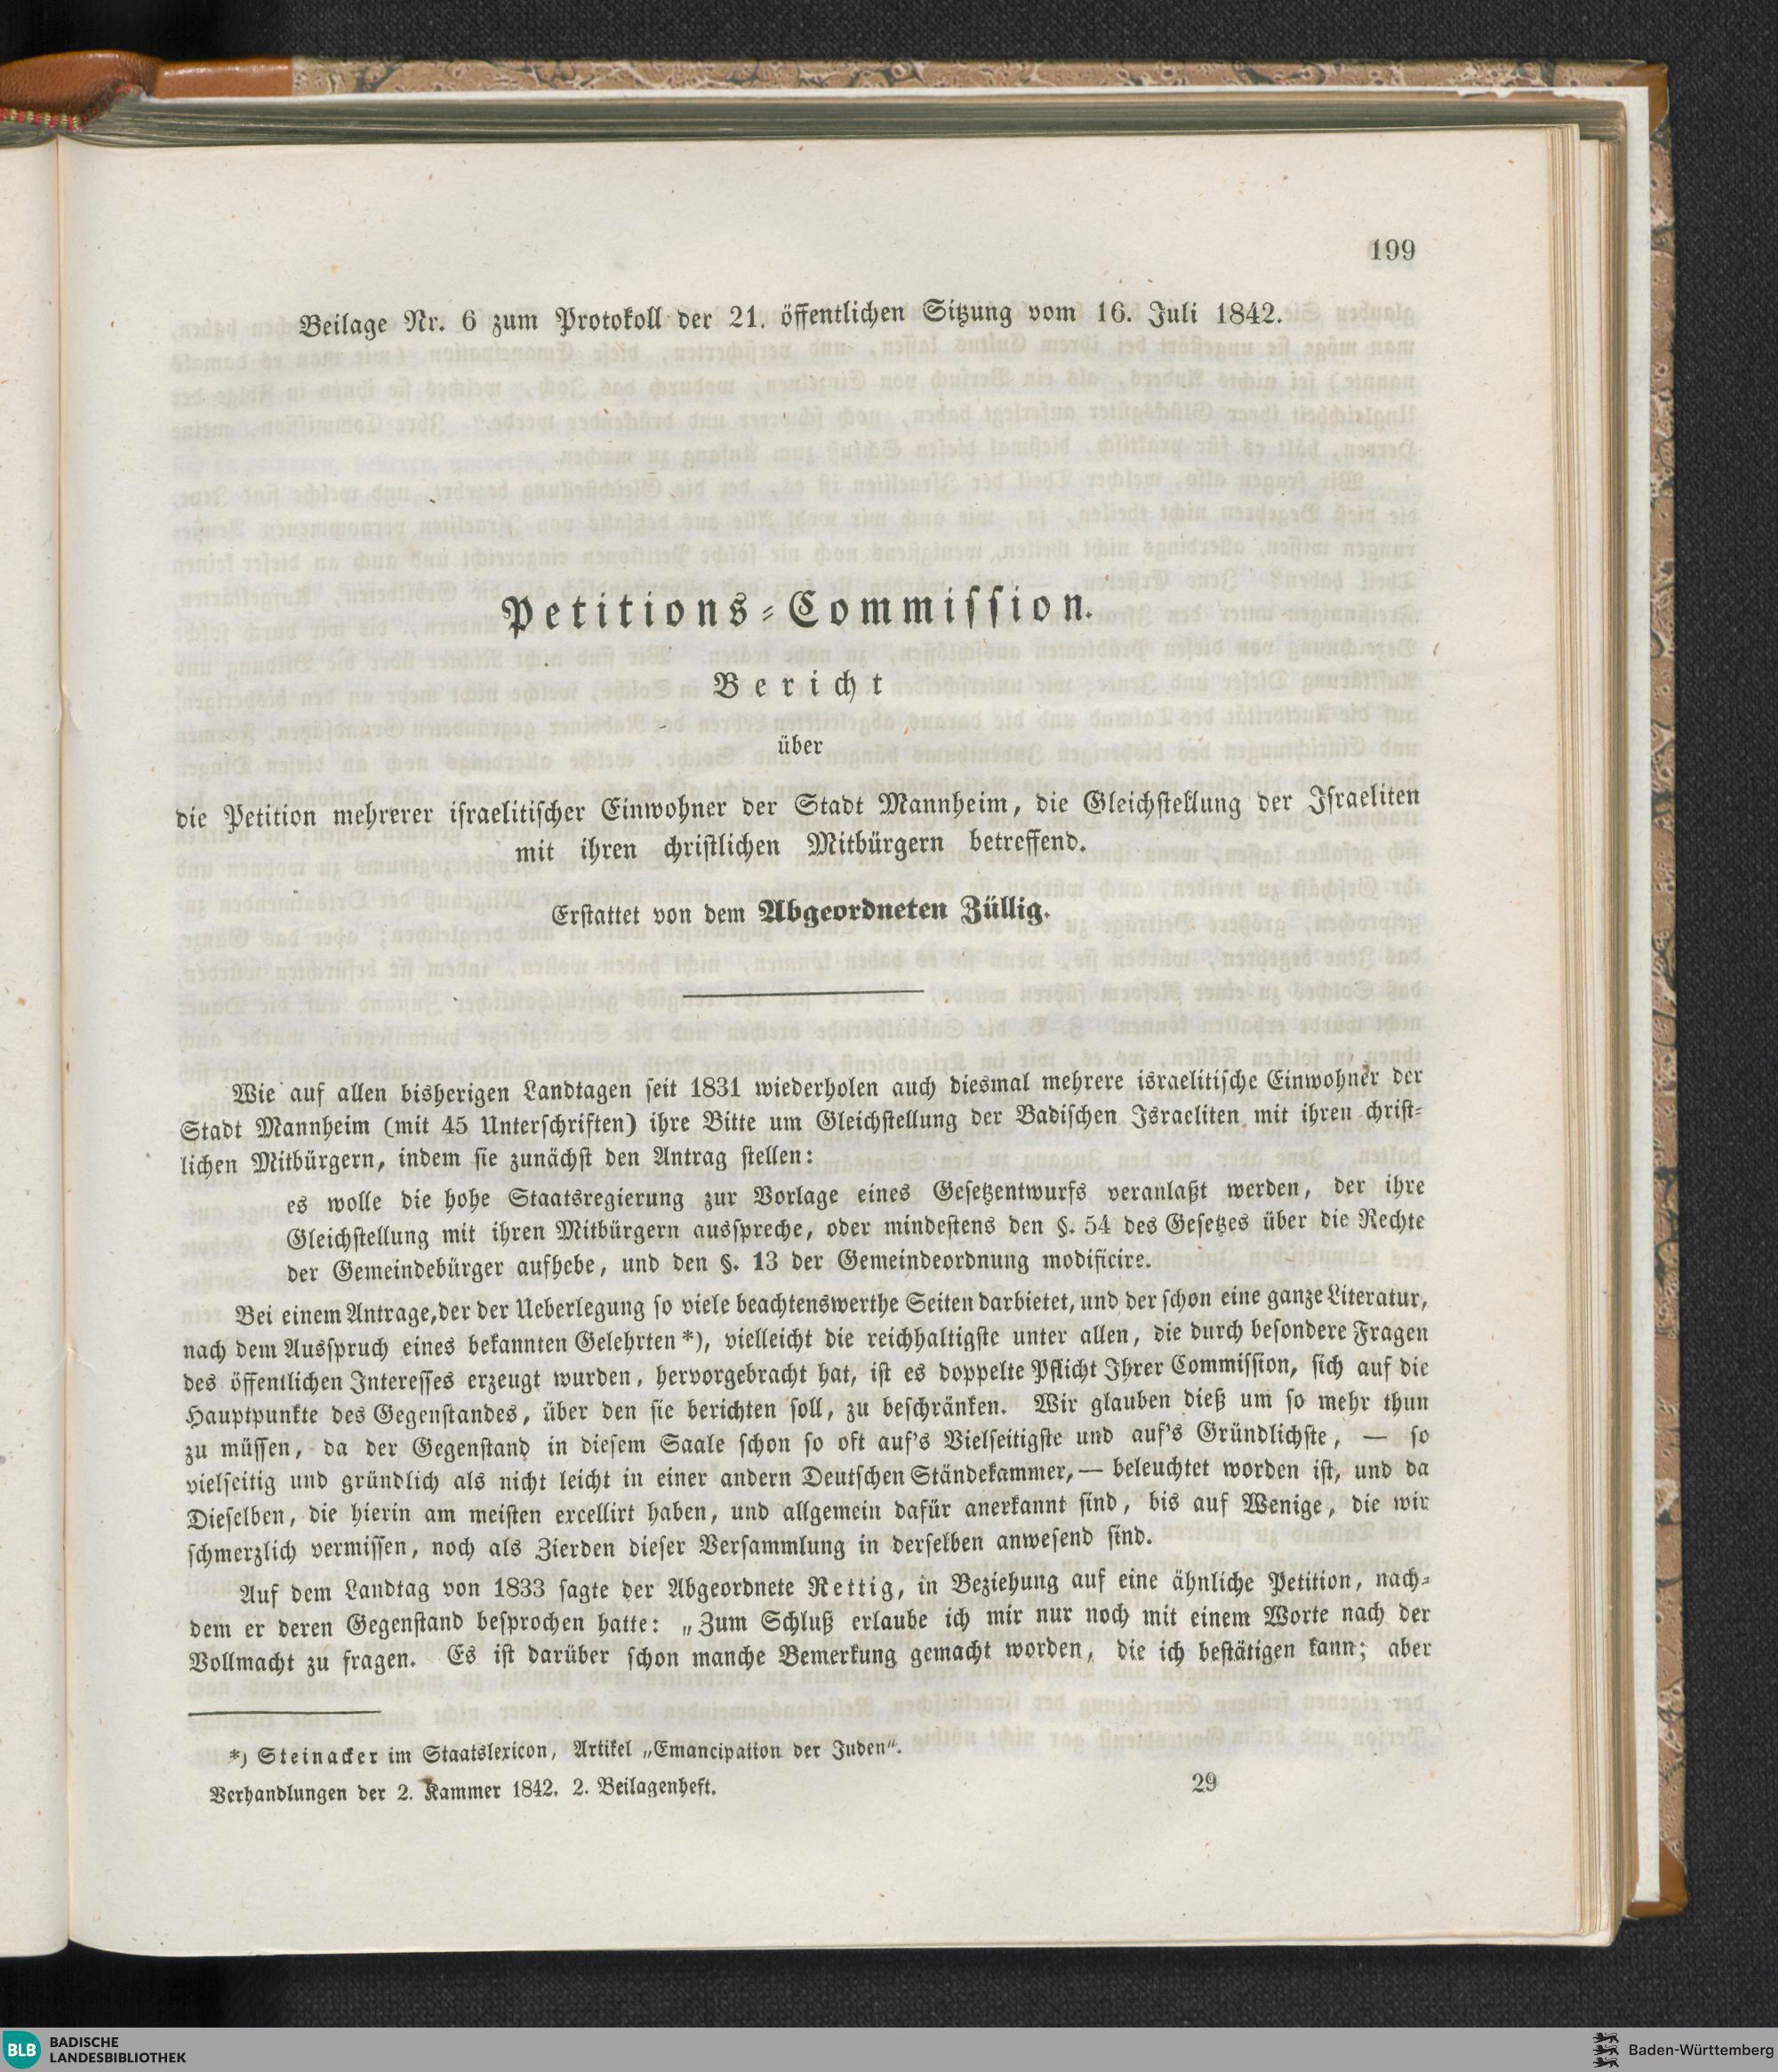 199
Beilage Nr. 6 zum Protokoll der 21. öffentlichen Sitzung vom 16. Juli 1842.
Petitions-Commission.
Bericht
über
die Petition mehrerer israelitischer Einwohner der Stadt Mannheim, die Gleichstellung der Israeliten
mit ihren christlichen Mitbürgern betreffend.
Erstattet von dem Abgeordneten Züllig.
Wie auf allen bisherigen Landtagen seit 1831 wiederholen auch diesmal mehrere israelitische Einwohner der
Stadt Mannheim (mit 45 Unterschriften) ihre Bitte um Gleichstellung der Badischen Israeliten mit ihren christ-
lichen Mitbürgern, indem sie zunächst den Antrag stellen:
es wolle die hohe Staatsregierung zur Vorlage eines Gesetzentwurfs veranlaßt werden, der ihre
Gleichstellung mit ihren Mitbürgern ausspreche, oder mindestens den §. 54 des Gesetzes über die Rechte
der Gemeindebürger aufhebe, und den §. 13 der Gemeindeordnung modificire.
Bei einem Antrage, der der Ueberlegung so viele beachtenswerthe Seiten darbietet, und der schon eine ganze Literatur,
nach dem Ausspruch eines bekannten Gelehrten *), vielleicht die reichhaltigste unter allen, die durch besondere Fragen
des öffentlichen Interesses erzeugt wurden, hervorgebracht hat, ist es doppelte Pflicht Ihrer Commission, sich auf die
Hauptpunkte des Gegenstandes, über den sie berichten soll, zu beschränken. Wir glauben dieß um so mehr thun
zu müssen, da der Gegenstand in diesem Saale schon so oft auf's Vielseitigste und auf's Gründlichste, — so
vielseitig und gründlich als nicht leicht in einer andern Deutschen Ständekammer, — beleuchtet worden ist, und da
Dieselben, die hierin am meisten excellirt haben, und allgemein dafür anerkannt sind, bis auf Wenige, die wir
schmerzlich vermissen, noch als Zierden dieser Versammlung in derselben anwesend sind.
Auf dem Landtag von 1833 sagte der Abgeordnete Rettig, in Beziehung auf eine ähnliche Petition, nach-
dem er deren Gegenstand besprochen hatte: „Zum Schluß erlaube ich mir nur noch mit einem Worte nach der
Vollmacht zu fragen. Es ist darüber schon manche Bemerkung gemacht worden, die ich bestätigen kann; aber
*) Steinacker im Staatslexicon, Artikel „Emancipation der Juden".
Verhandlungen der 2. Kammer 1842. 2. Beilagenheft. 29
BLB BADISCHE
LANDESBIBLIOTHEK
Baden-Württemberg